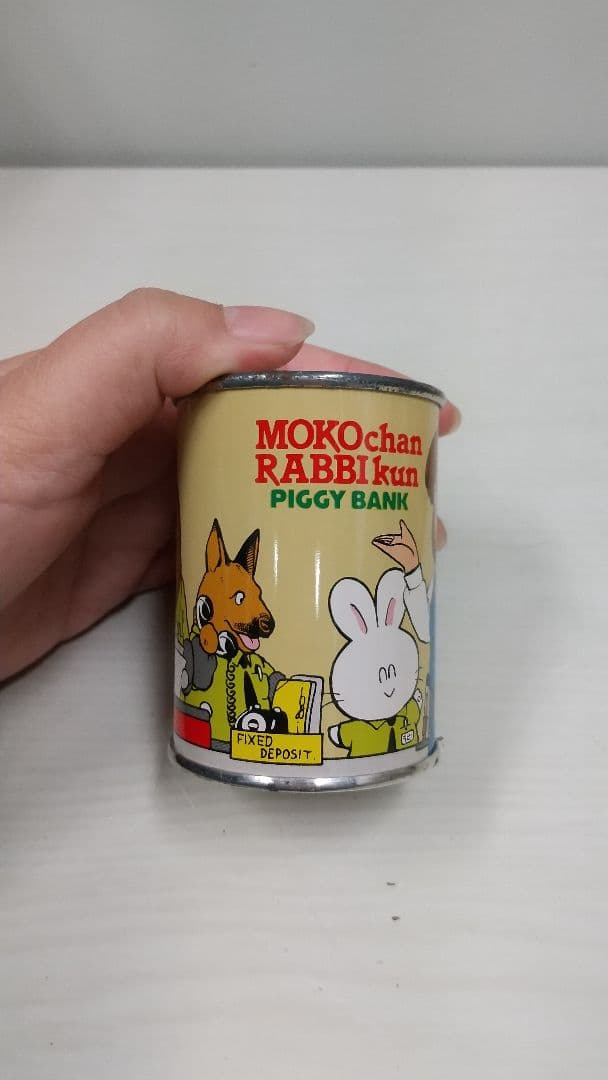 MOKOchan
RABBIkun
PIGGY BANK
FIXED
DEPOSIT.